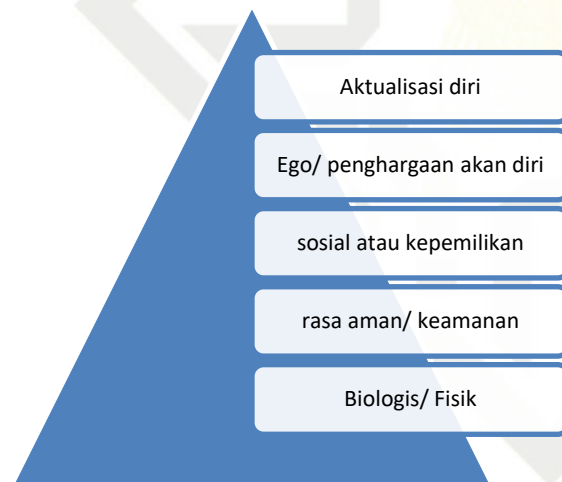 Aktualisasi diri
Ego/ penghargaan akan diri
sosial atau kepemilikan
rasa aman/ keamanan
Biologis/ Fisik